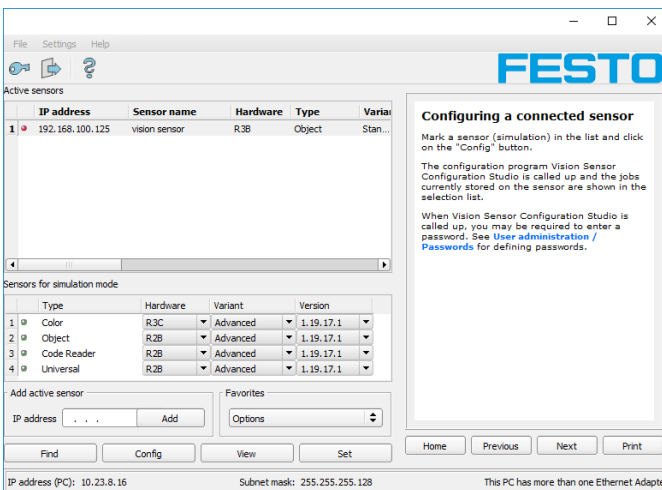 File Settings Help
FESTO
Active sensors
IP address Sensor name Hardware Type Varia
1 192.168.100.125 vision sensor R3B Object Stan...
Configuring a connected sensor
Mark a sensor (simulation) in the list and click
on the "Config" button.
The configuration program Vision Sensor
Configuration Studio is called up and the jobs
currently stored on the sensor are shown in the
selection list.
When Vision Sensor Configuration Studio is
called up, you may be required to enter a
password. See User administration /
Passwords for defining passwords.
Sensors for simulation mode
Type Hardware Variant Version
1 Color R3C Advanced 1.19.17.1
2 Object R2B Advanced 1.19.17.1
3 Code Reader R2B Advanced 1.19.17.1
4 Universal R2B Advanced 1.19.17.1
Add active sensor Favorites
IP address . . . Add Options
Find Config View Set
Home Previous Next Print
IP address (PC): 10.23.8.16 Subnet mask: 255.255.255.128 This PC has more than one Ethernet Adapte